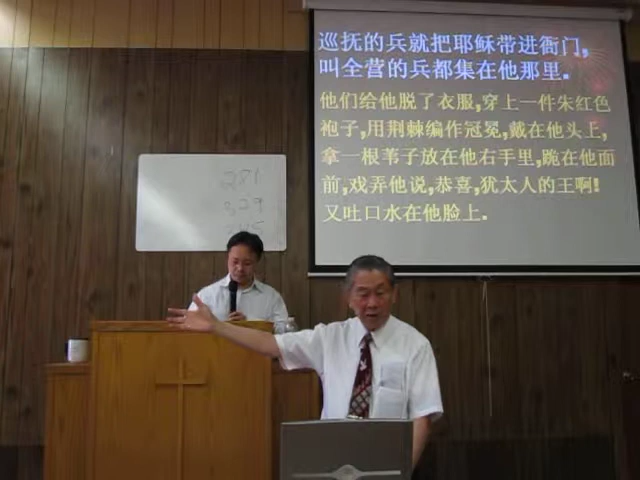 巡抚的兵就把耶稣带进衙门,
叫全营的兵都集在他那里.
他们给他脱了衣服,穿上一件朱红色
袍子,用荆棘编作冠冕,戴在他头上,
拿一根苇子放在他右手里,跪在他面
前,戏弄他说,恭喜,犹太人的王啊!
又吐口水在他脸上.
281
329